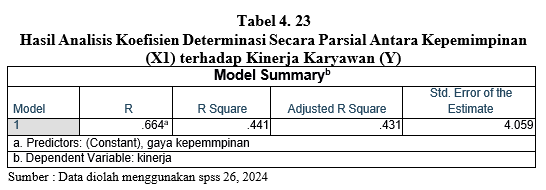 Tabel 4. 23
Hasil Analisis Koefisien Determinasi Secara Parsial Antara Kepemimpinan
(X1) terhadap Kinerja Karyawan (Y)
Model Summaryb
Model R R Square Adjusted R Square Std. Error of the Estimate
1 .664a .441 .431 4.059
a. Predictors: (Constant), gaya kepemmpinan
b. Dependent Variable: kinerja
Sumber : Data diolah menggunakan spss 26, 2024